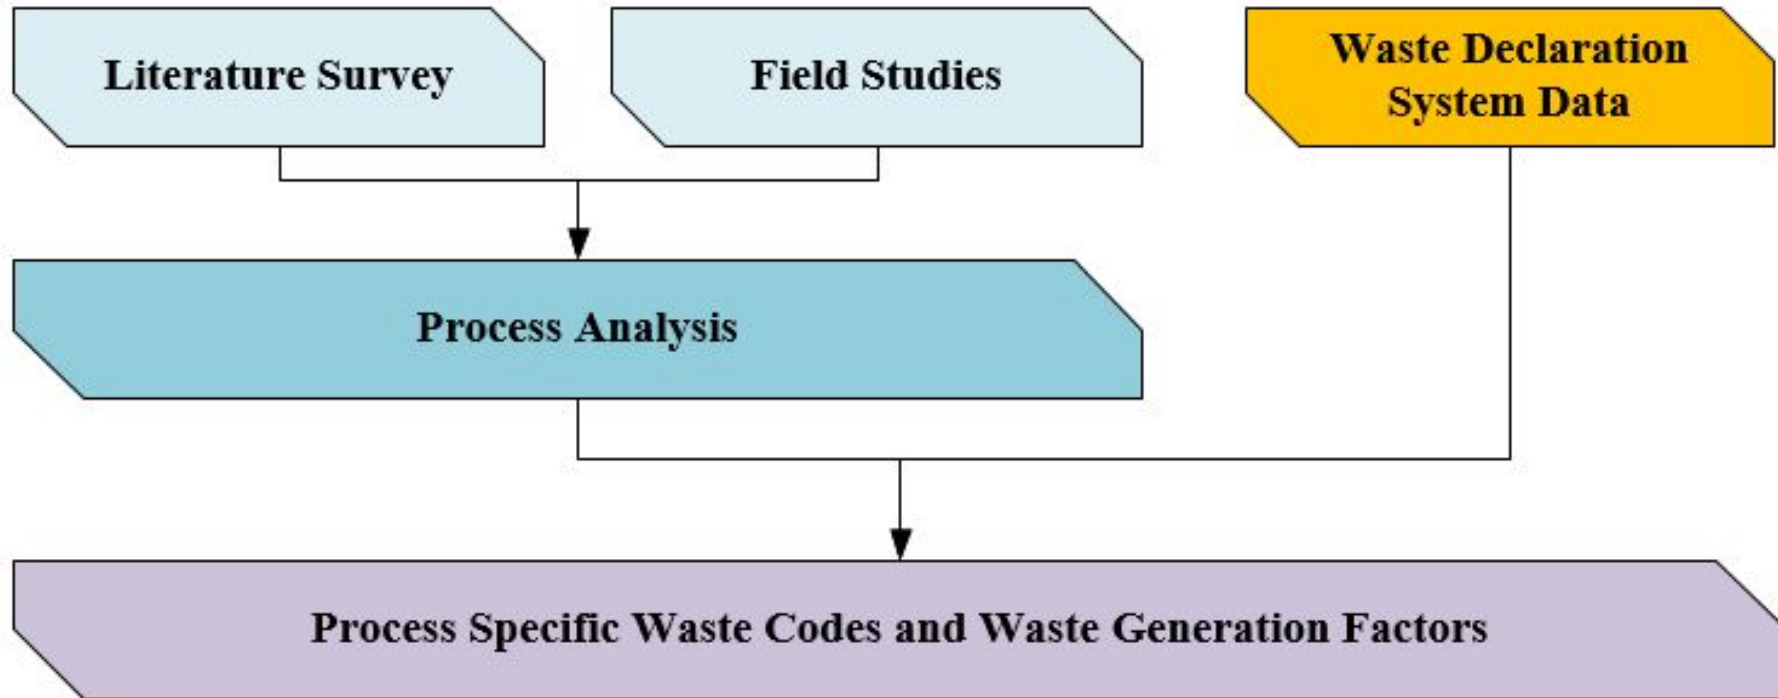 Literature Survey
Field Studies
Waste Declaration
System Data
Process Analysis
Process Specific Waste Codes and Waste Generation Factors